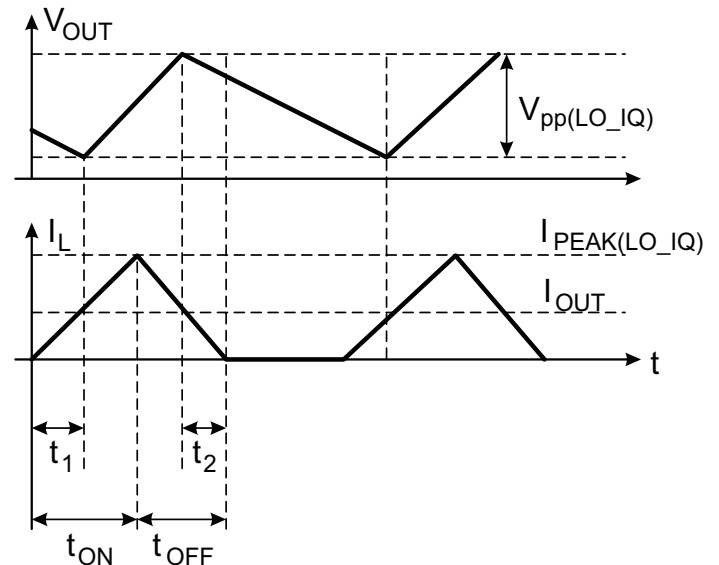 V_OUT
V_pp(LO_IQ)
I_L
I_PEAK(LO_IQ)
I_OUT
t
t_1
t_2
t_ON
t_OFF